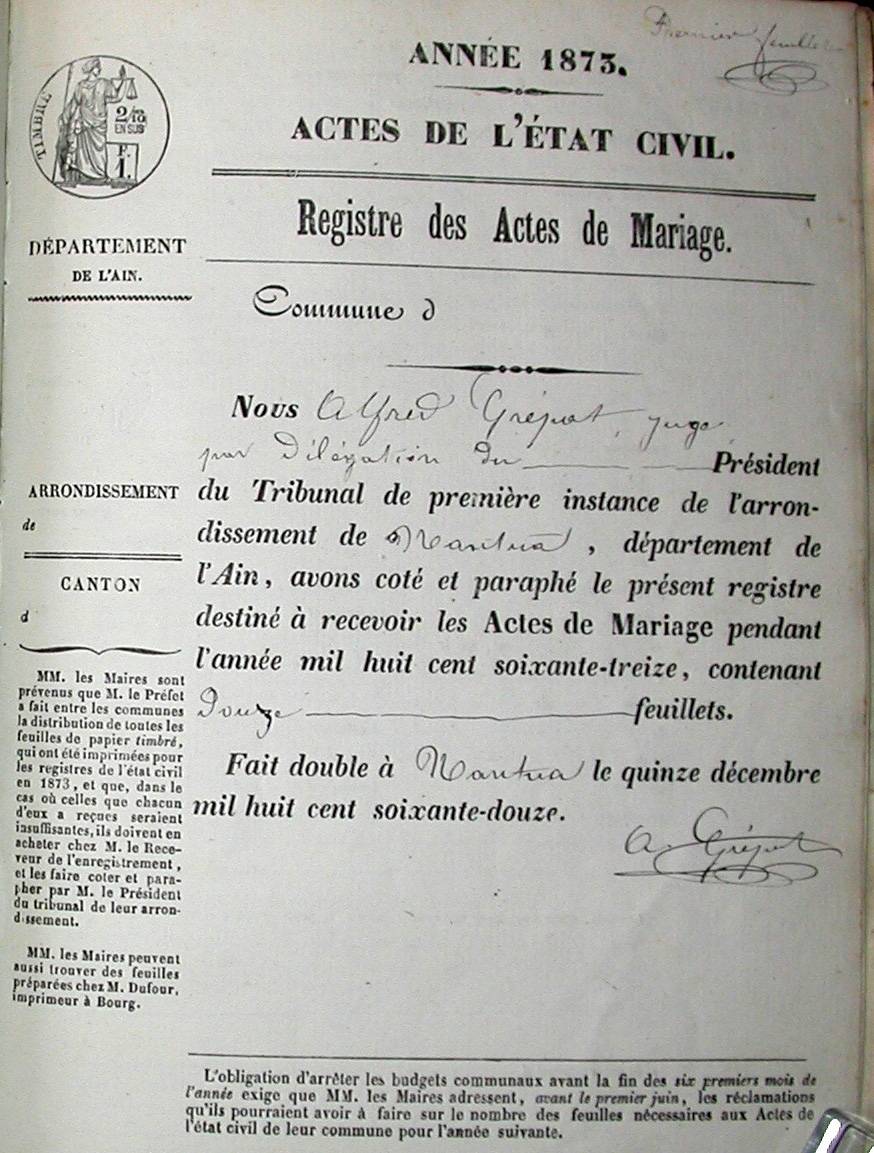 Premier feuillet
ANNÉE 1873.
ACTES DE L'ÉTAT CIVIL.
Registre des Actes de Mariage.
TIMBRE
2/10
EN SUS
F.
1.
DÉPARTEMENT
DE L'AIN.
Commune d
Nous Alfred Grépat, juge
par Délégation du Président
du Tribunal de première instance de l'arron-
dissement de Nantua, département de
l'Ain, avons coté et paraphé le présent registre
destiné à recevoir les Actes de Mariage pendant
l'année mil huit cent soixante-treize, contenant
Douze feuillets.
Fait double à Nantua le quinze décembre
mil huit cent soixante-douze.
A. Grépat
ARRONDISSEMENT
de
CANTON
d
MM. les Maires sont
prévenus que M. le Préfet
a fait entre les communes
la distribution de toutes les
feuilles de papier timbré,
qui ont été imprimées pour
les registres de l'état civil
en 1873, et que, dans le
cas où celles que chacun
d'eux a reçues seraient
insuffisantes, ils doivent en
acheter chez M. le Rece-
veur de l'enregistrement,
et les faire coter et para-
pher par M. le Président
du tribunal de leur arron-
dissement.
MM. les Maires peuvent
aussi trouver des feuilles
préparées chez M. Dufour,
imprimeur à Bourg.
L'obligation d'arrêter les budgets communaux avant la fin des six premiers mois de
l'année exige que MM. les Maires adressent, avant le premier juin, les réclamations
qu'ils pourraient avoir à faire sur le nombre des feuilles nécessaires aux Actes de
l'état civil de leur commune pour l'année suivante.